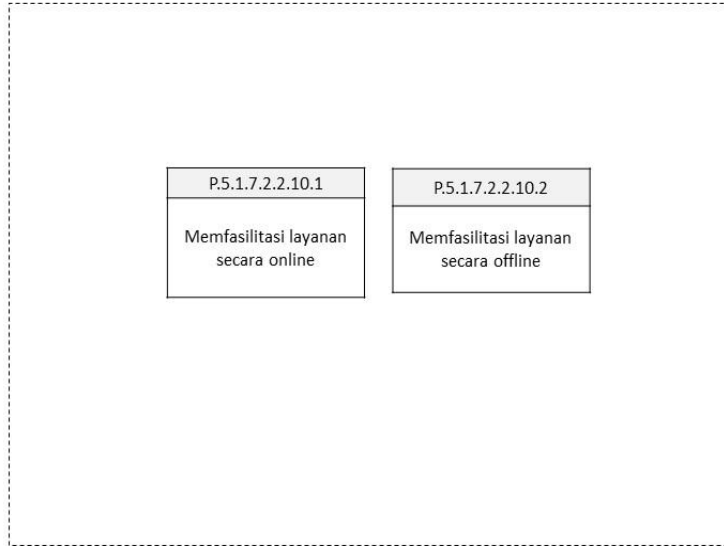 P.5.1.7.2.2.10.1
Memfasilitasi layanan
secara online
P.5.1.7.2.2.10.2
Memfasilitasi layanan
secara offline